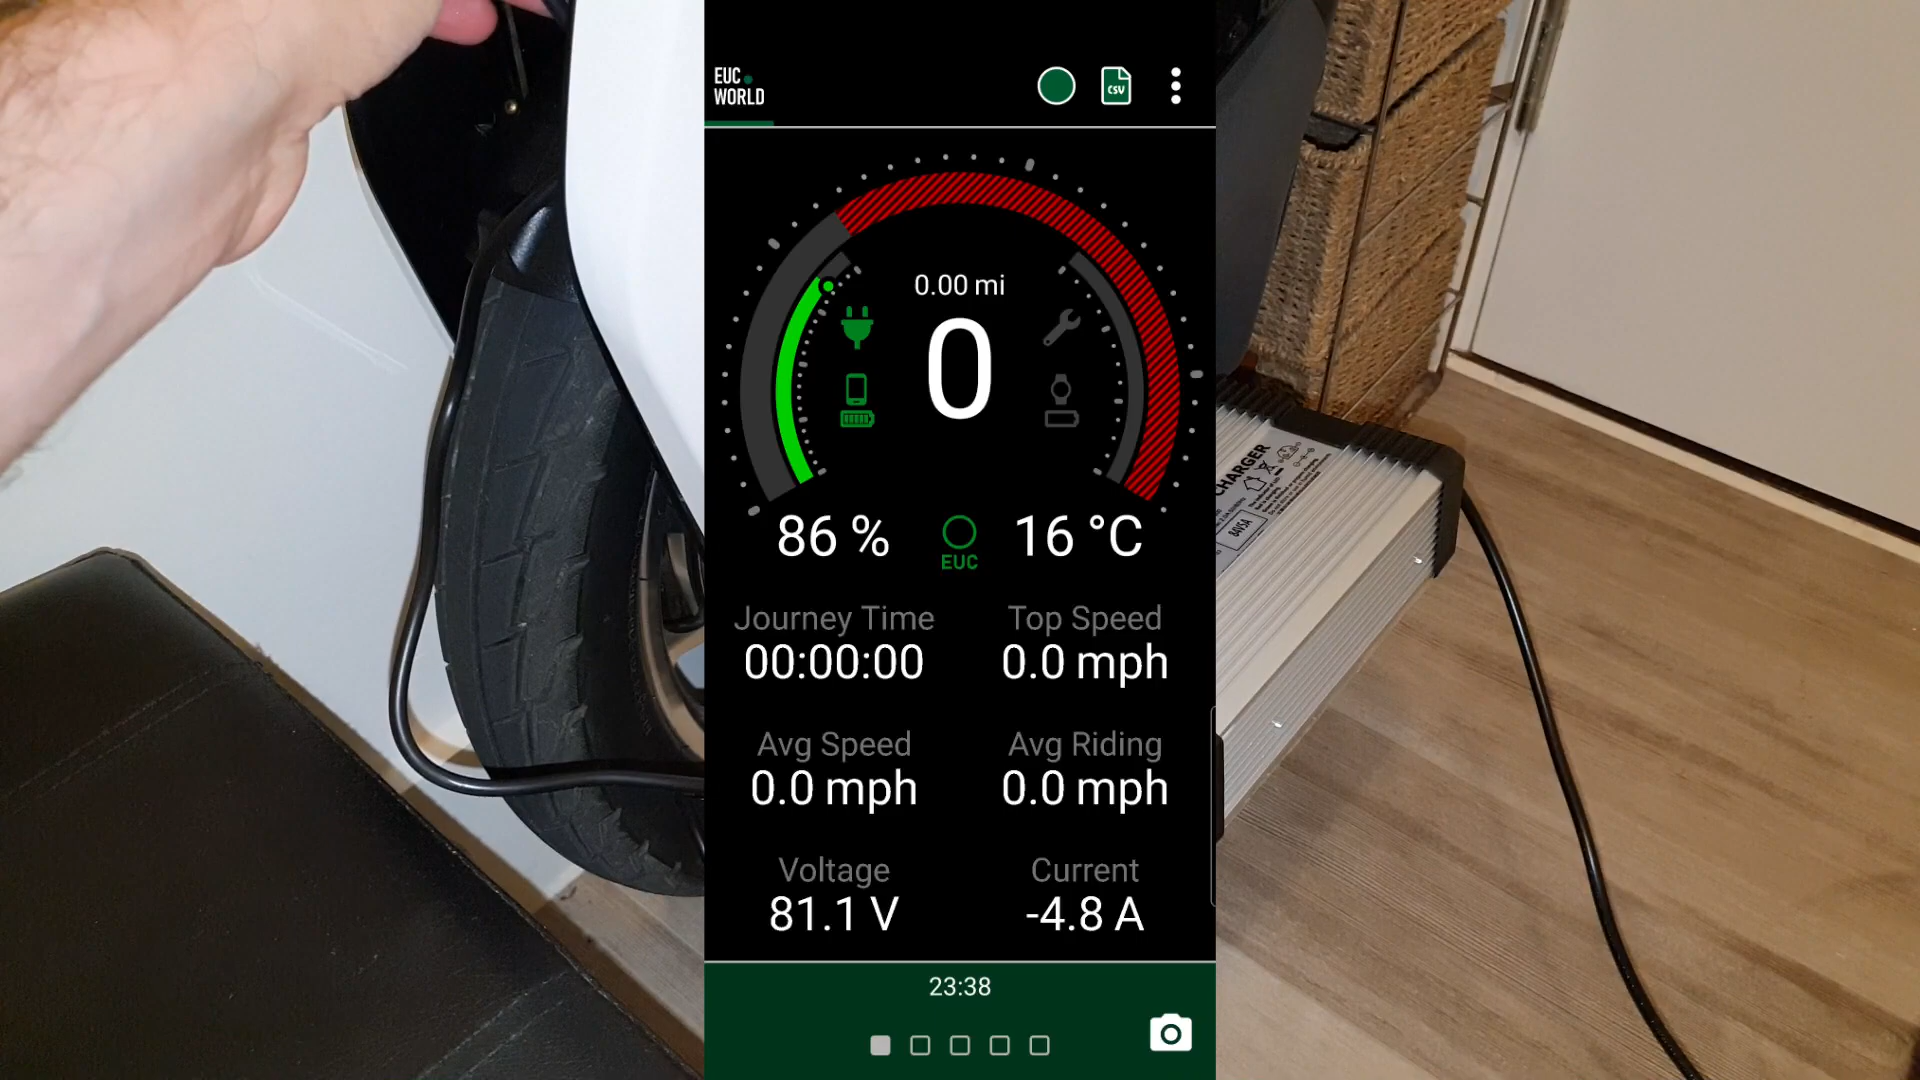 EUC
WORLD
CSV
0.00 mi
0
86 %
EUC
16 °C
Journey Time
00:00:00
Top Speed
0.0 mph
Avg Speed
0.0 mph
Avg Riding
0.0 mph
Voltage
81.1 V
Current
-4.8 A
23:38
CHARGER
84V5A